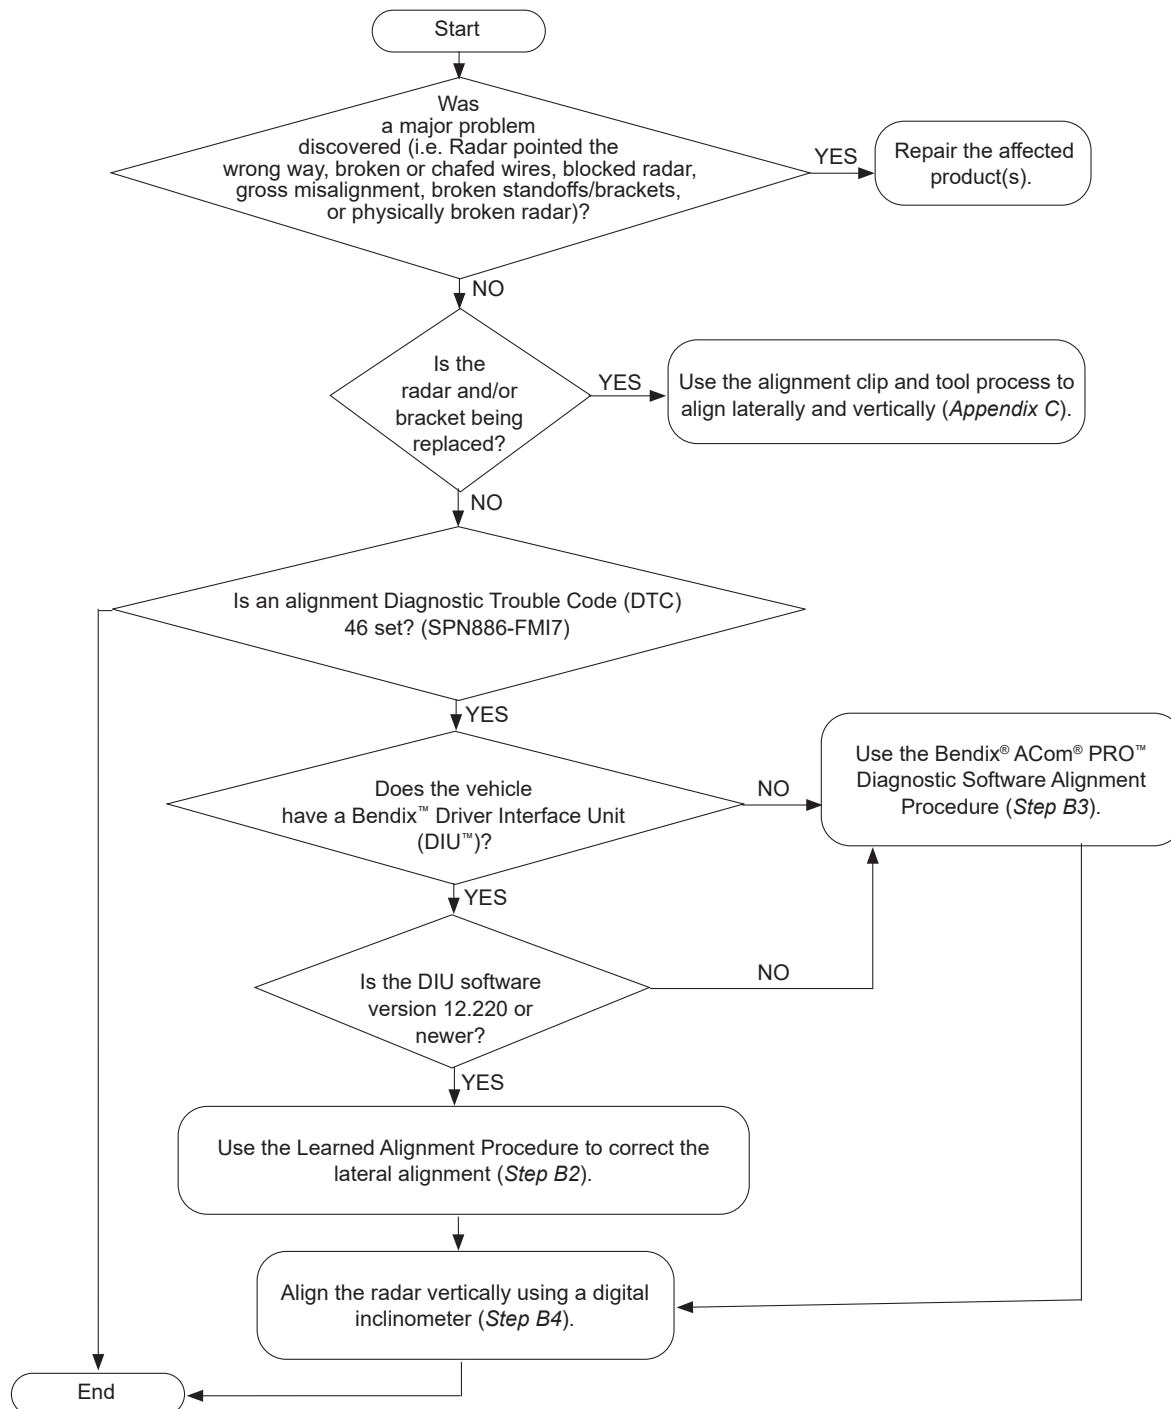 Start
Was
a major problem
discovered (i.e. Radar pointed the
wrong way, broken or chafed wires, blocked radar,
gross misalignment, broken standoffs/brackets,
or physically broken radar)?
YES
Repair the affected
product(s).
NO
Is the
radar and/or
bracket being
replaced?
YES
Use the alignment clip and tool process to
align laterally and vertically (Appendix C).
NO
Is an alignment Diagnostic Trouble Code (DTC)
46 set? (SPN886-FMI7)
YES
Does the vehicle
have a Bendix™ Driver Interface Unit
(DIU™)?
NO
Use the Bendix® ACom® PRO™
Diagnostic Software Alignment
Procedure (Step B3).
YES
Is the DIU software
version 12.220 or
newer?
NO
YES
Use the Learned Alignment Procedure to correct the
lateral alignment (Step B2).
Align the radar vertically using a digital
inclinometer (Step B4).
End